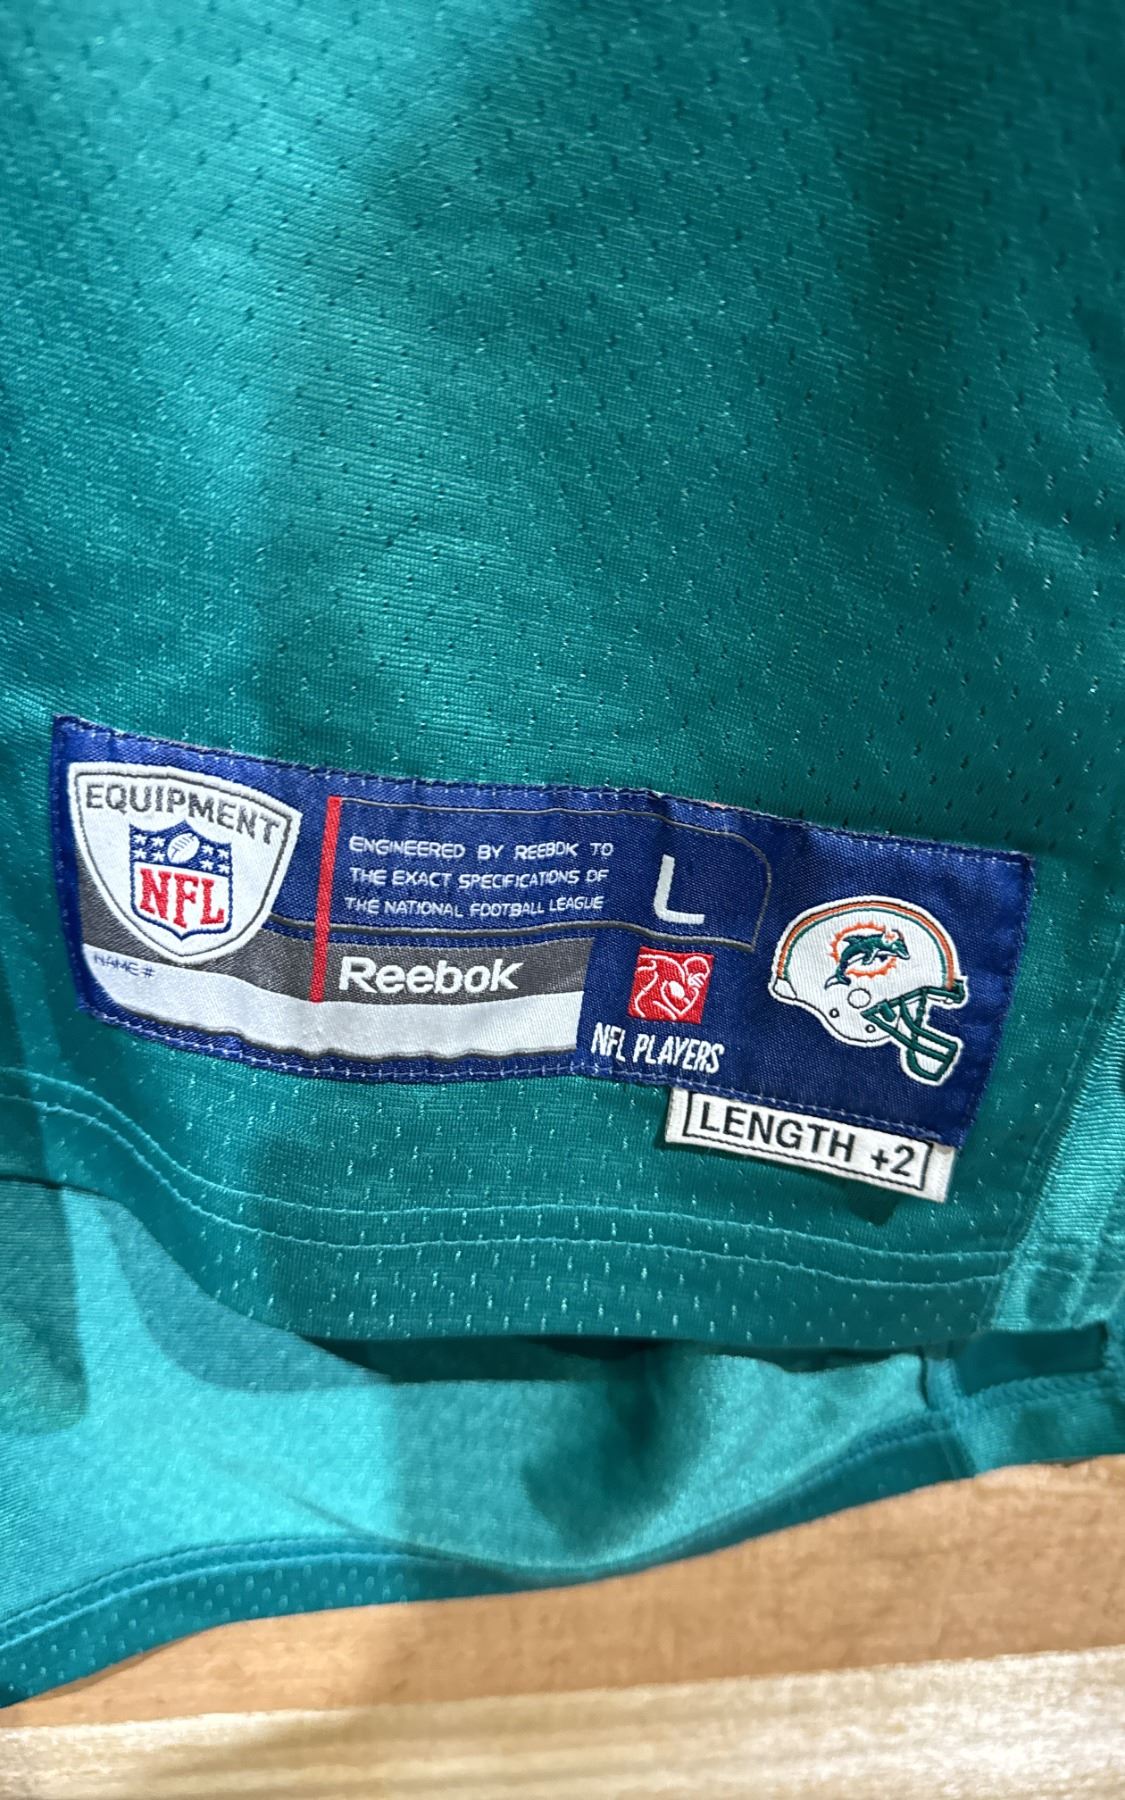 EQUIPMENT
NFL
NAME #
ENGINEERED BY REEBOK TO
THE EXACT SPECIFICATIONS OF
THE NATIONAL FOOTBALL LEAGUE
L
Reebok
NFL PLAYERS
LENGTH +2